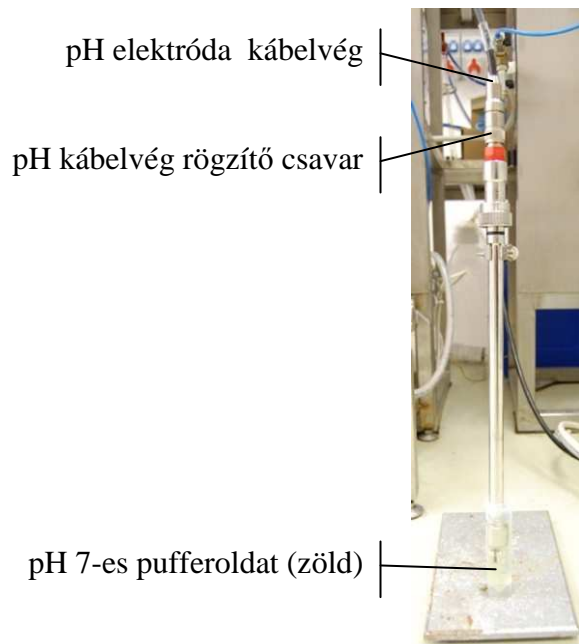 pH elektróda kábelvég
pH kábelvég rögzítő csavar
pH 7-es pufferoldat (zöld)